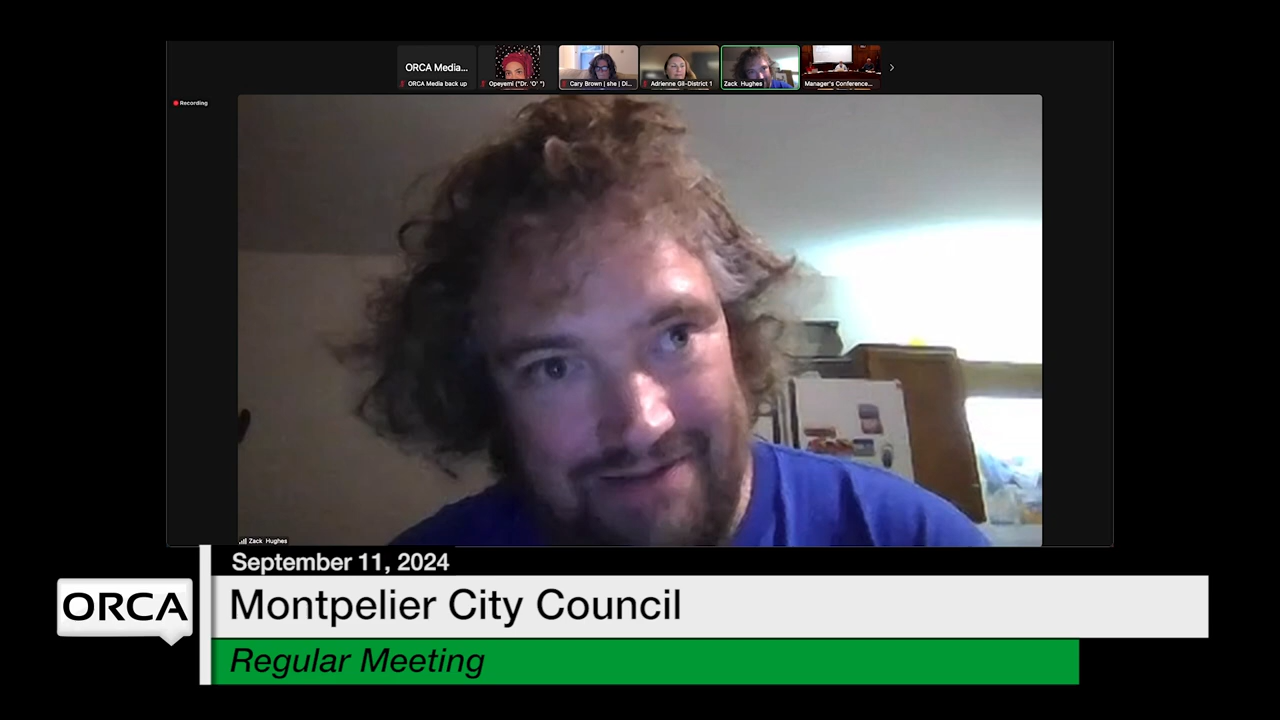 ORCA Media...
ORCA Media back up
Opeyemi ("Dr. 'O' ")
Cary Brown | she | Di...
Adrienne Gil-District 1
Zack Hughes
Manager's Conference...
Recording
Zack Hughes
September 11, 2024
ORCA
Montpelier City Council
Regular Meeting